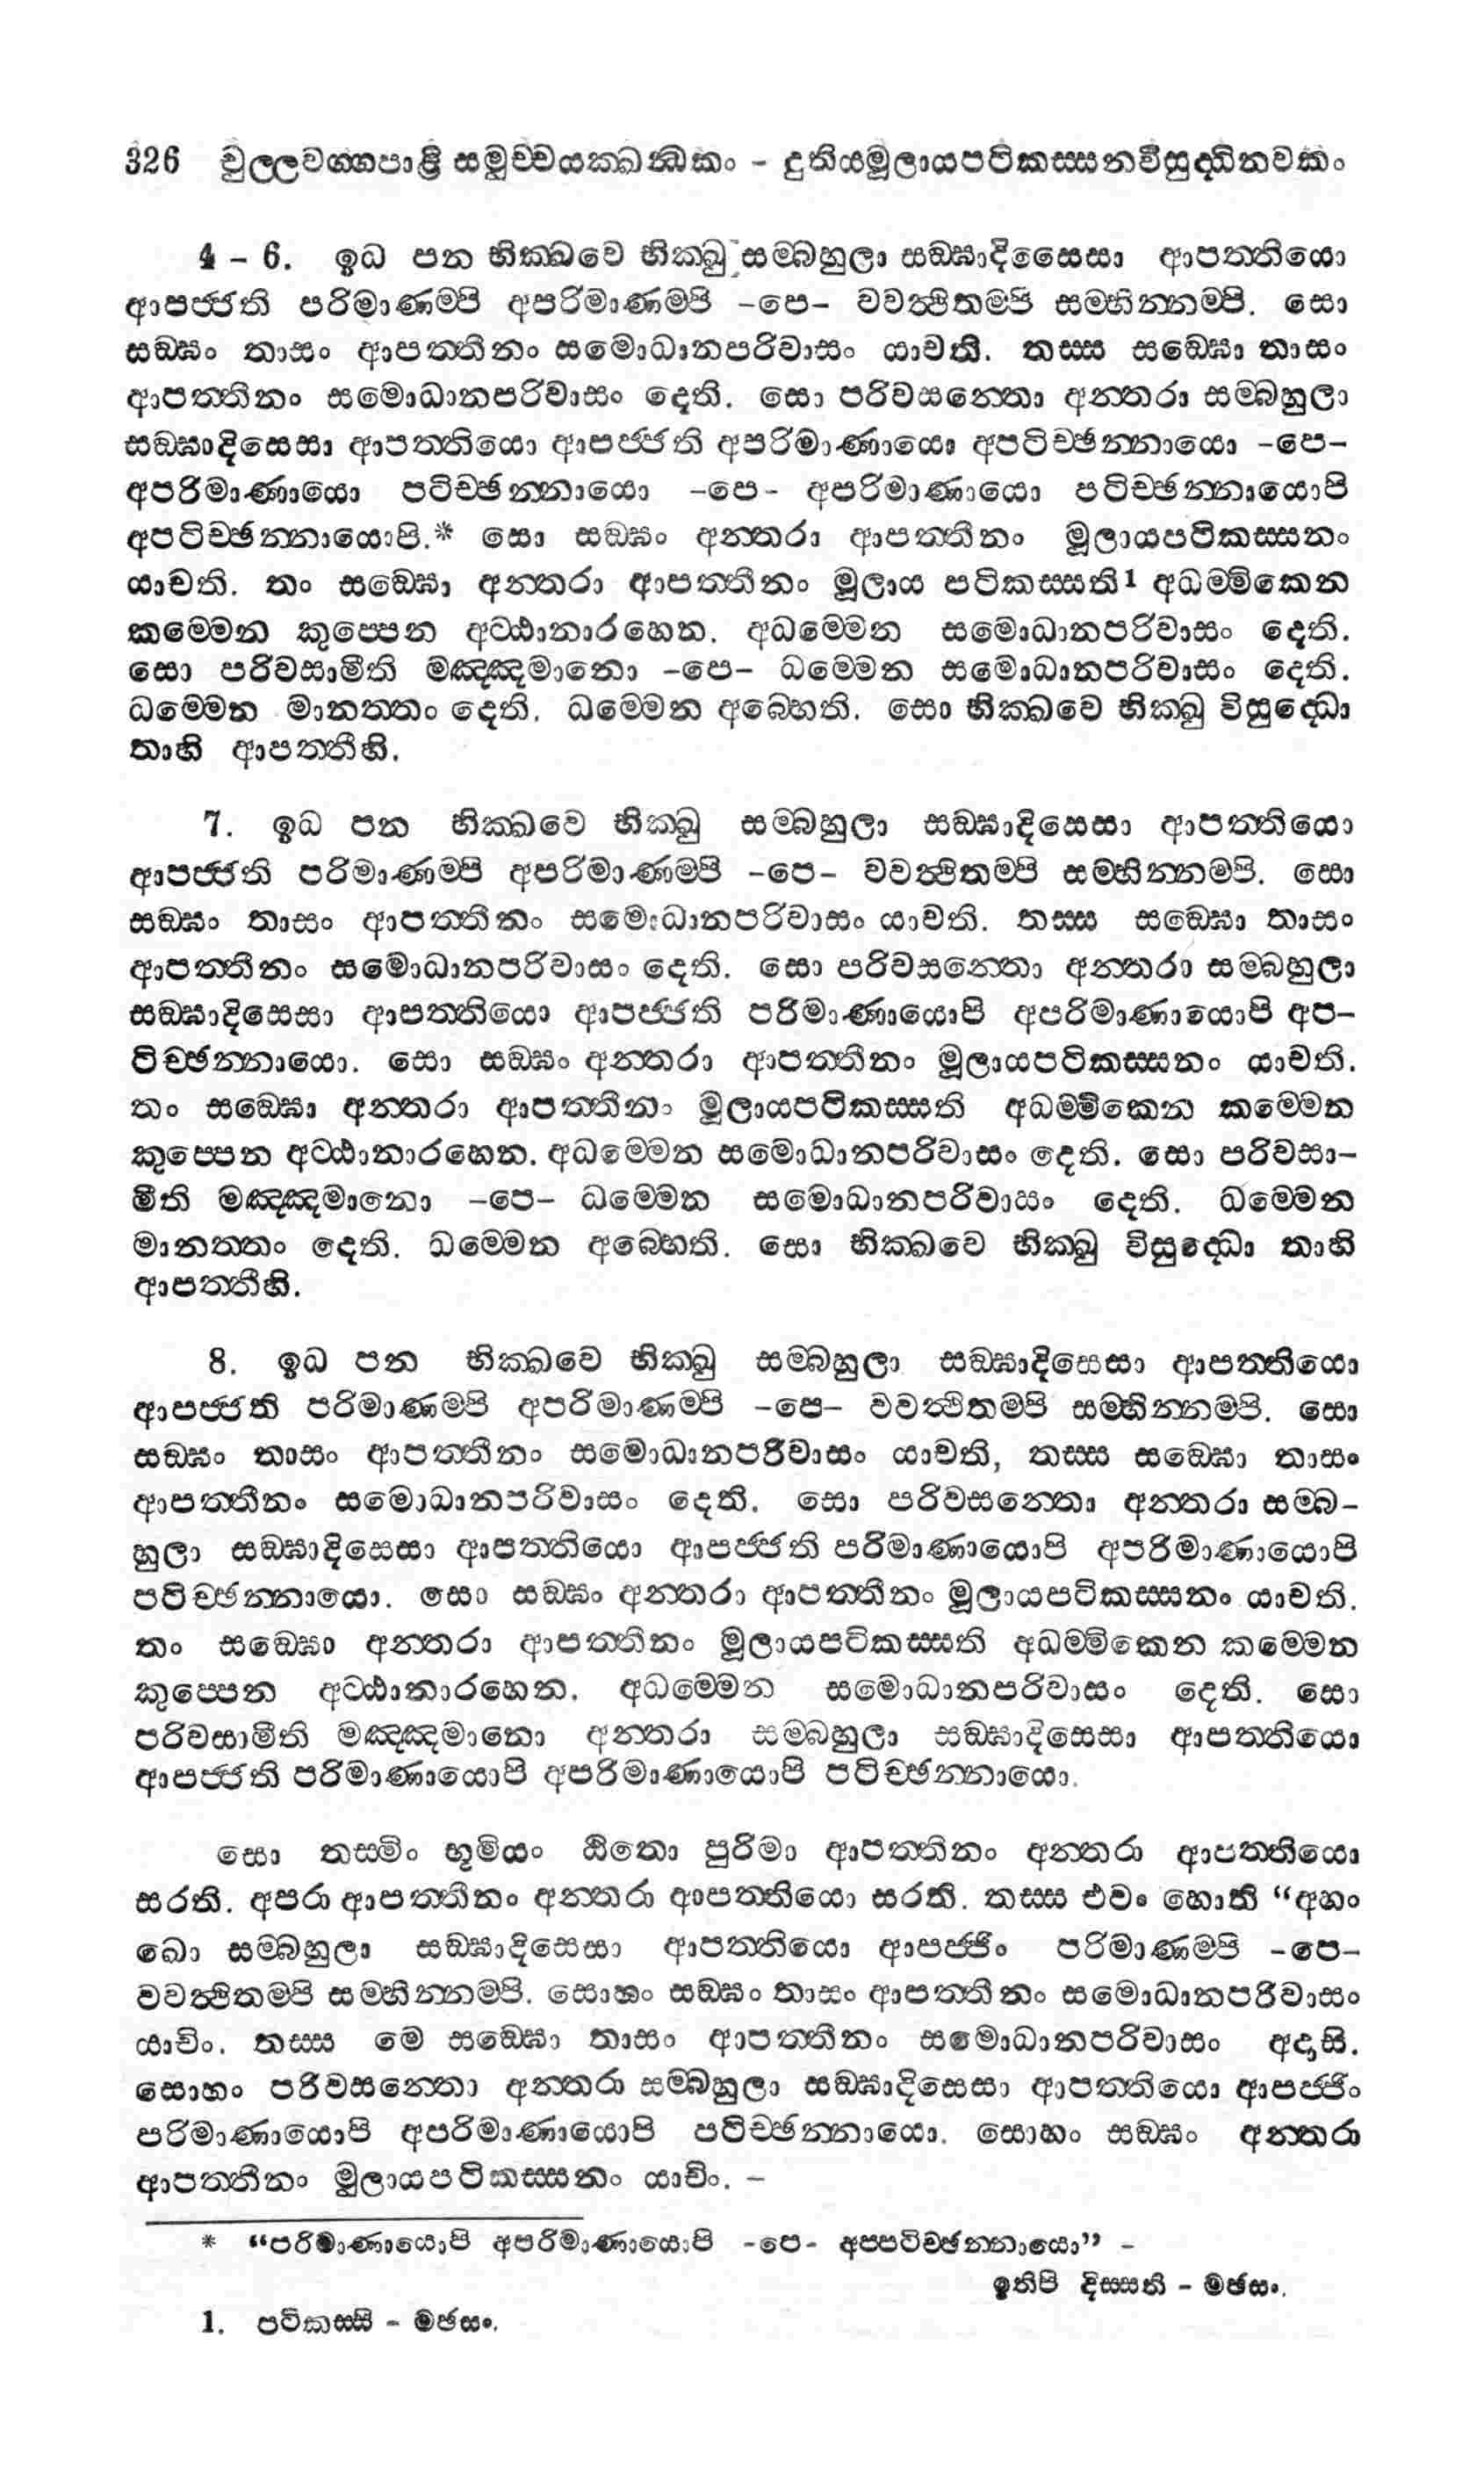 326 චුල්ලවග්ගපාළි සමුච්චයක්ඛන්ධකං – දුතියමූලායපටිකස්සනවිසුද්ධිනවකං
4 – 6. ඉධ පන භික්ඛවෙ භික්ඛු සම්බහුලා සඞ්ඝාදිසෙසා ආපත්තියො
ආපජ්ජති පරිමාණම්පි අපරිමාණම්පි –පෙ– වවත්ථිතම්පි සම්භින්නම්පි. සො
සඞ්ඝං තාසං ආපත්තීනං සමොධානපරිවාසං යාචති. තස්ස සඞ්ඝො තාසං
ආපත්තීනං සමොධානපරිවාසං දෙති. සො පරිවසන්තො අන්තරා සම්බහුලා
සඞ්ඝාදිසෙසා ආපත්තියො ආපජ්ජති අපරිමාණායො අපටිච්ඡන්නායො –පෙ–
අපරිමාණායො පටිච්ඡන්නායො –පෙ– අපරිමාණායො පටිච්ඡන්නායොපි
අපටිච්ඡන්නායොපි.* සො සඞ්ඝං අන්තරා ආපත්තීනං මූලායපටිකස්සනං
යාචති. තං සඞ්ඝො අන්තරා ආපත්තීනං මූලාය පටිකස්සති1 අධම්මිකෙන
කම්මෙන කුප්පෙන අට්ඨානාරහෙන. අධම්මෙන සමොධානපරිවාසං දෙති.
සො පරිවසාමීති මඤ්ඤමානො –පෙ– ධම්මෙන සමොධානපරිවාසං දෙති.
ධම්මෙන මානත්තං දෙති. ධම්මෙන අබ්භෙති. සො භික්ඛවෙ භික්ඛු විසුද්ධො
තාහි ආපත්තීහි.
7. ඉධ පන භික්ඛවෙ භික්ඛු සම්බහුලා සඞ්ඝාදිසෙසා ආපත්තියො
ආපජ්ජති පරිමාණම්පි අපරිමාණම්පි –පෙ– වවත්ථිතම්පි සම්භින්නම්පි. සො
සඞ්ඝං තාසං ආපත්තීනං සමොධානපරිවාසං යාචති. තස්ස සඞ්ඝො තාසං
ආපත්තීනං සමොධානපරිවාසං දෙති. සො පරිවසන්තො අන්තරා සම්බහුලා
සඞ්ඝාදිසෙසා ආපත්තියො ආපජ්ජති පරිමාණායොපි අපරිමාණායොපි අප–
ටිච්ඡන්නායො. සො සඞ්ඝං අන්තරා ආපත්තීනං මූලායපටිකස්සනං යාචති.
තං සඞ්ඝො අන්තරා ආපත්තීනං මූලායපටිකස්සති අධම්මිකෙන කම්මෙන
කුප්පෙන අට්ඨානාරහෙන. අධම්මෙන සමොධානපරිවාසං දෙති. සො පරිවසා–
මීති මඤ්ඤමානො –පෙ– ධම්මෙන සමොධානපරිවාසං දෙති. ධම්මෙන
මානත්තං දෙති. ධම්මෙන අබ්භෙති. සො භික්ඛවෙ භික්ඛු විසුද්ධො තාහි
ආපත්තීහි.
8. ඉධ පන භික්ඛවෙ භික්ඛු සම්බහුලා සඞ්ඝාදිසෙසා ආපත්තියො
ආපජ්ජති පරිමාණම්පි අපරිමාණම්පි –පෙ– වවත්ථිතම්පි සම්භින්නම්පි. සො
සඞ්ඝං තාසං ආපත්තීනං සමොධානපරිවාසං යාචති, තස්ස සඞ්ඝො තාසං
ආපත්තීනං සමොධානපරිවාසං දෙති. සො පරිවසන්තො අන්තරා සම්බ–
හුලා සඞ්ඝාදිසෙසා ආපත්තියො ආපජ්ජති පරිමාණායොපි අපරිමාණායොපි
පටිච්ඡන්නායො. සො සඞ්ඝං අන්තරා ආපත්තීනං මූලායපටිකස්සනං යාචති.
තං සඞ්ඝො අන්තරා ආපත්තීනං මූලායපටිකස්සති අධම්මිකෙන කම්මෙන
කුප්පෙන අට්ඨානාරහෙන. අධම්මෙන සමොධානපරිවාසං දෙති. සො
පරිවසාමීති මඤ්ඤමානො අන්තරා සම්බහුලා සඞ්ඝාදිසෙසා ආපත්තියො
ආපජ්ජති පරිමාණායොපි අපරිමාණායොපි පටිච්ඡන්නායො.
සො තස්මිං භූමියං ඨිතො පුරිමා ආපත්තිනං අන්තරා ආපත්තියො
සරති. අපරා ආපත්තීනං අන්තරා ආපත්තියො සරති. තස්ස එවං හොති “අහං
ඛො සම්බහුලා සඞ්ඝාදිසෙසා ආපත්තියො ආපජ්ජිං පරිමාණම්පි –පෙ–
වවත්ථිතම්පි සම්භින්නම්පි. සොහං සඞ්ඝං තාසං ආපත්තීනං සමොධානපරිවාසං
යාචිං. තස්ස මෙ සඞ්ඝො තාසං ආපත්තීනං සමොධානපරිවාසං අදාසි.
සොහං පරිවසන්තො අන්තරා සම්බහුලා සඞ්ඝාදිසෙසා ආපත්තියො ආපජ්ජිං
පරිමාණායොපි අපරිමාණායොපි පටිච්ඡන්නායො. සොහං සඞ්ඝං අන්තරා
ආපත්තීනං මුලායපටිකස්සනං යාචිං. –
* “පරිමාණායොපි අපරිමාණායොපි –පෙ– අප්පටිච්ඡන්නායො” –
ඉතිපි දිස්සති – මඡසං.
1. පටිකස්සි – මඡසං.